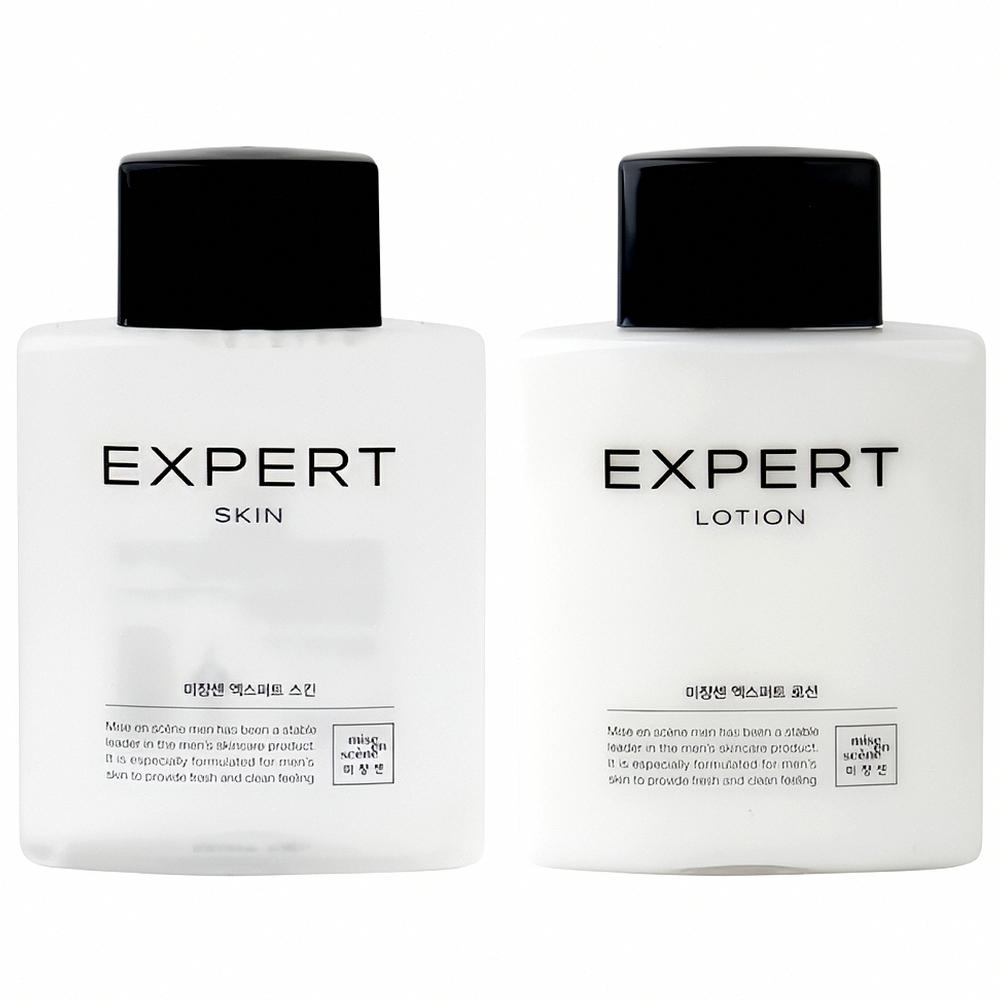 EXPERT
SKIN
미쟝센 엑스퍼트 스킨
Mise en scène men has been a stable
leader in the men's skincare product.
It is especially formulated for men's
skin to provide fresh and clean feeling
mise
en
scène
미쟝센
EXPERT
LOTION
미쟝센 엑스퍼트 로션
Mise en scène men has been a stable
leader in the men's skincare product.
It is especially formulated for men's
skin to provide fresh and clean feeling
mise
en
scène
미쟝센